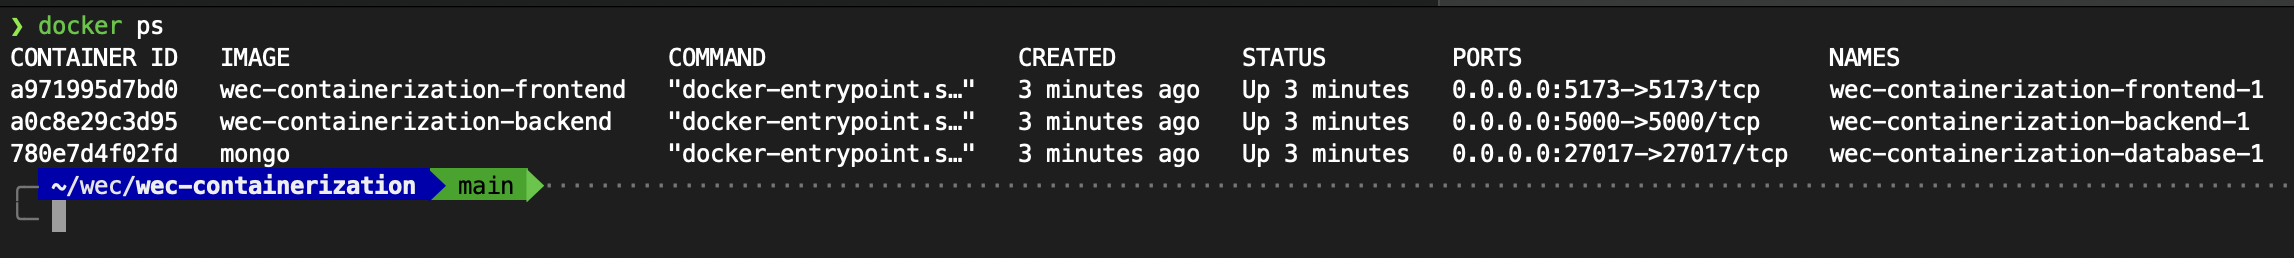 ❯ docker ps
CONTAINER ID   IMAGE                           COMMAND                  CREATED         STATUS         PORTS                      NAMES
a971995d7bd0   wec-containerization-frontend   "docker-entrypoint.s…"   3 minutes ago   Up 3 minutes   0.0.0.0:5173->5173/tcp     wec-containerization-frontend-1
a0c8e29c3d95   wec-containerization-backend    "docker-entrypoint.s…"   3 minutes ago   Up 3 minutes   0.0.0.0:5000->5000/tcp     wec-containerization-backend-1
780e7d4f02fd   mongo                           "docker-entrypoint.s…"   3 minutes ago   Up 3 minutes   0.0.0.0:27017->27017/tcp   wec-containerization-database-1
~/wec/wec-containerization main